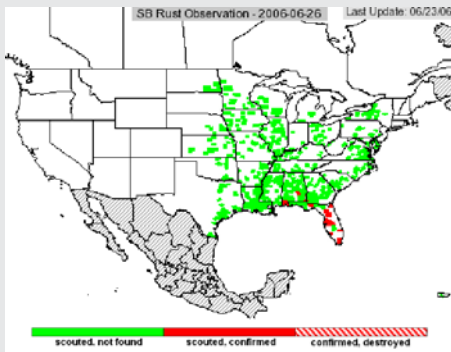 SB Rust Observation - 2006-06-26 Last Update: 06/23/06
scouted, not found scouted, confirmed confirmed, destroyed